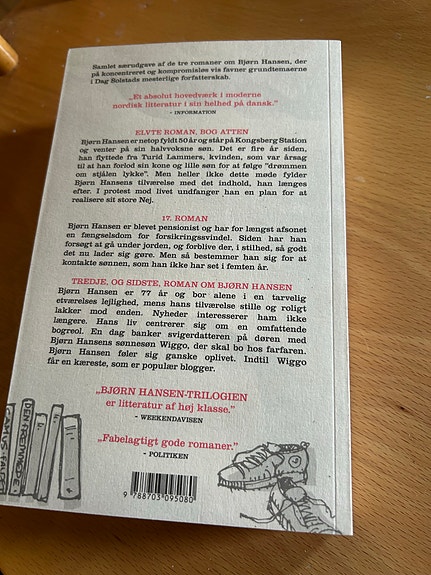 Samlet særudgave af de tre romaner om Bjørn Hansen, der
på koncentreret og kompromisløs vis favner grundtemaerne
i Dag Solstads mesterlige forfatterskab.
„Et absolut hovedværk i moderne
nordisk litteratur i sin helhed på dansk.”
- INFORMATION
ELVTE ROMAN, BOG ATTEN
Bjørn Hansen er netop fyldt 50 år og står på Kongsberg Station
og venter på sin halvvoksne søn. Det er fire år siden,
han flyttede fra Turid Lammers, kvinden, som var årsag
til at han forlod sin kone og lille søn for at følge ”drømmen
om stjålen lykke”. Men heller ikke dette møde fylder
Bjørn Hansens tilværelse med det indhold, han længes
efter. I protest mod livet undfanger han en plan for at
realisere sit store Nej.
17. ROMAN
Bjørn Hansen er blevet pensionist og har for længst afsonet
en fængselsdom for forsikringssvindel. Siden har han
forsøgt at gå under jorden, og forblive der, i stilhed, så godt
det nu lader sig gøre. Men så bestemmer han sig for at
kontakte sønnen, som han ikke har set i femten år.
TREDJE, OG SIDSTE, ROMAN OM BJØRN HANSEN
Bjørn Hansen er 77 år og bor alene i en tarvelig
etværelses lejlighed, mens hans tilværelse stille og roligt
lakker mod enden. Nyheder interesserer ham ikke
længere. Hans liv centrerer sig om en omfattende
bogreol. En dag banker svigerdatteren på døren med
Bjørn Hansens sønnesøn Wiggo, der skal bo hos farfaren.
Bjørn Hansen føler sig ganske oplivet. Indtil Wiggo
får en kæreste, som er populær blogger.
„BJØRN HANSEN-TRILOGIEN
er litteratur af høj klasse.”
- WEEKENDAVISEN
„Fabelagtigt gode romaner.”
- POLITIKEN
9 788703 095080